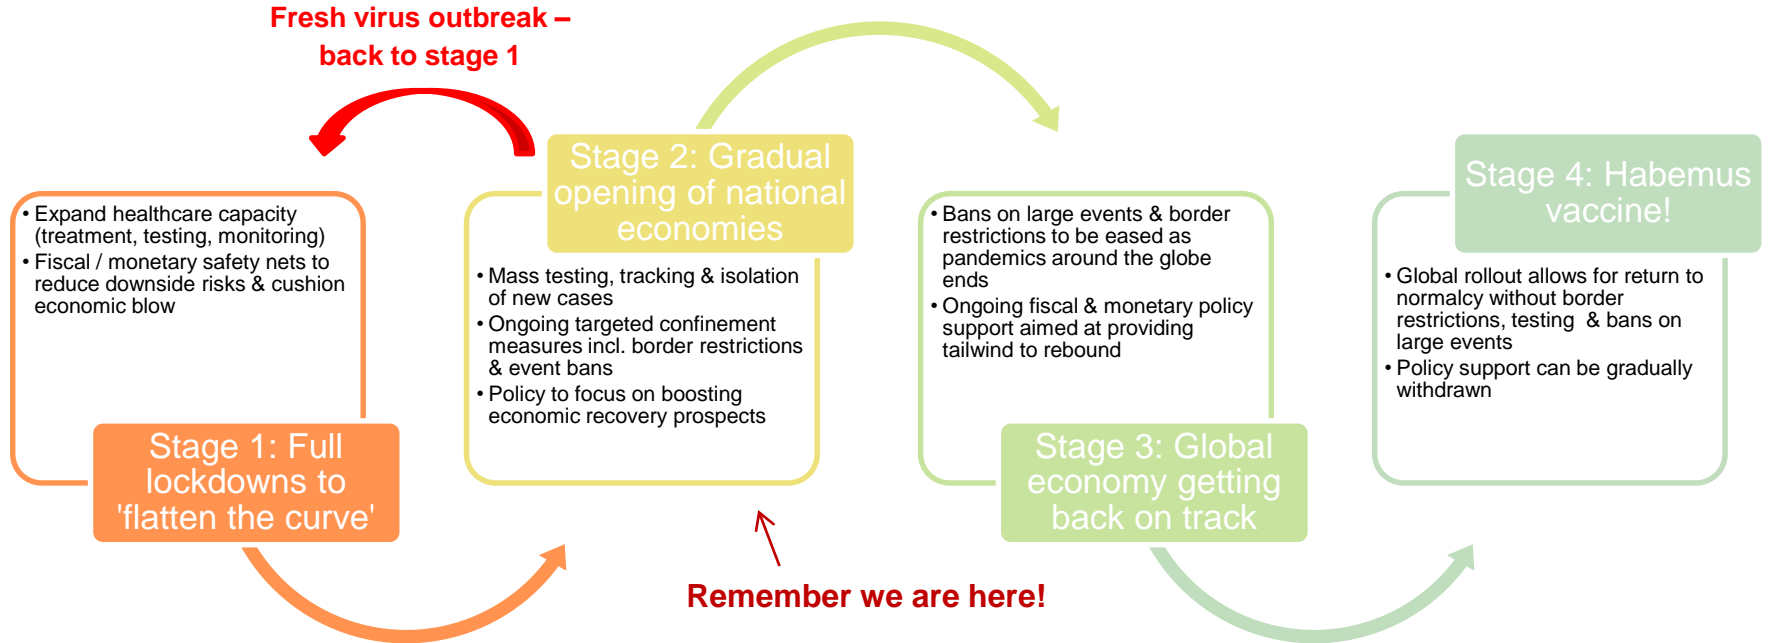 Fresh virus outbreak –
back to stage 1
• Expand healthcare capacity
(treatment, testing, monitoring)
• Fiscal / monetary safety nets to
reduce downside risks & cushion
economic blow
Stage 1: Full
lockdowns to
'flatten the curve'
Stage 2: Gradual
opening of national
economies
• Mass testing, tracking & isolation
of new cases
• Ongoing targeted confinement
measures incl. border restrictions
& event bans
• Policy to focus on boosting
economic recovery prospects
Remember we are here!
• Bans on large events & border
restrictions to be eased as
pandemics around the globe
ends
• Ongoing fiscal & monetary policy
support aimed at providing
tailwind to rebound
Stage 3: Global
economy getting
back on track
Stage 4: Habemus
vaccine!
• Global rollout allows for return to
normalcy without border
restrictions, testing & bans on
large events
• Policy support can be gradually
withdrawn